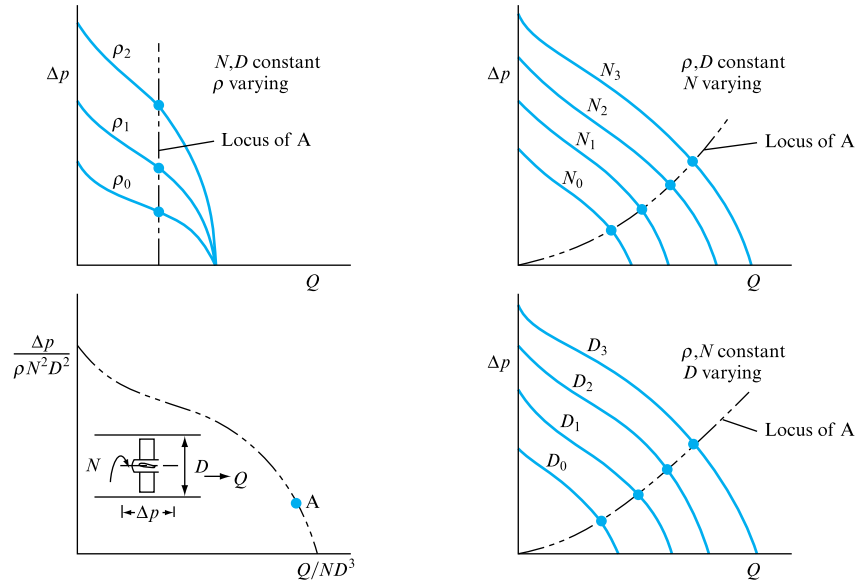 Δp
ρ₂
ρ₁
ρ₀
N,D constant
ρ varying
Locus of A
Q
Δp
N₃
N₂
N₁
N₀
ρ,D constant
N varying
Locus of A
Q
Δp
ρN²D²
N
D
Q
Δp
A
Q/ND³
Δp
D₃
D₂
D₁
D₀
ρ,N constant
D varying
Locus of A
Q